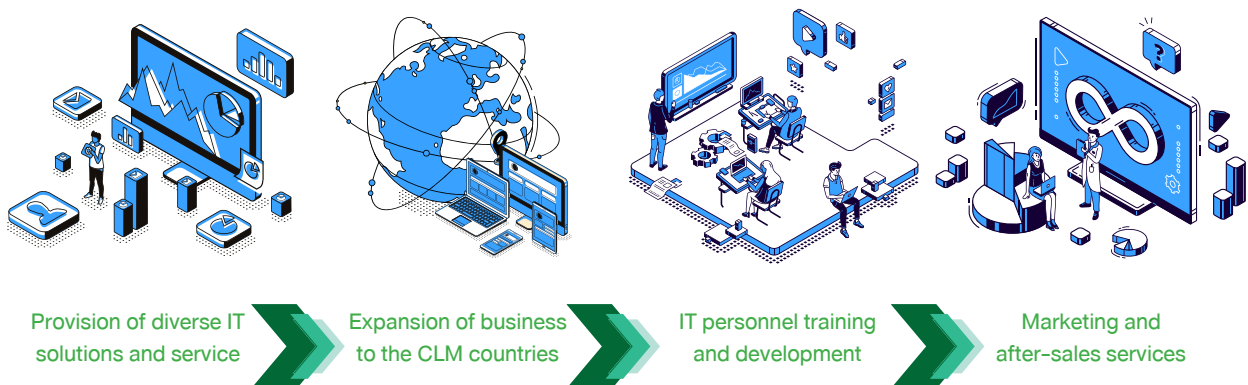 ?
Provision of diverse IT
solutions and service
Expansion of business
to the CLM countries
IT personnel training
and development
Marketing and
after-sales services